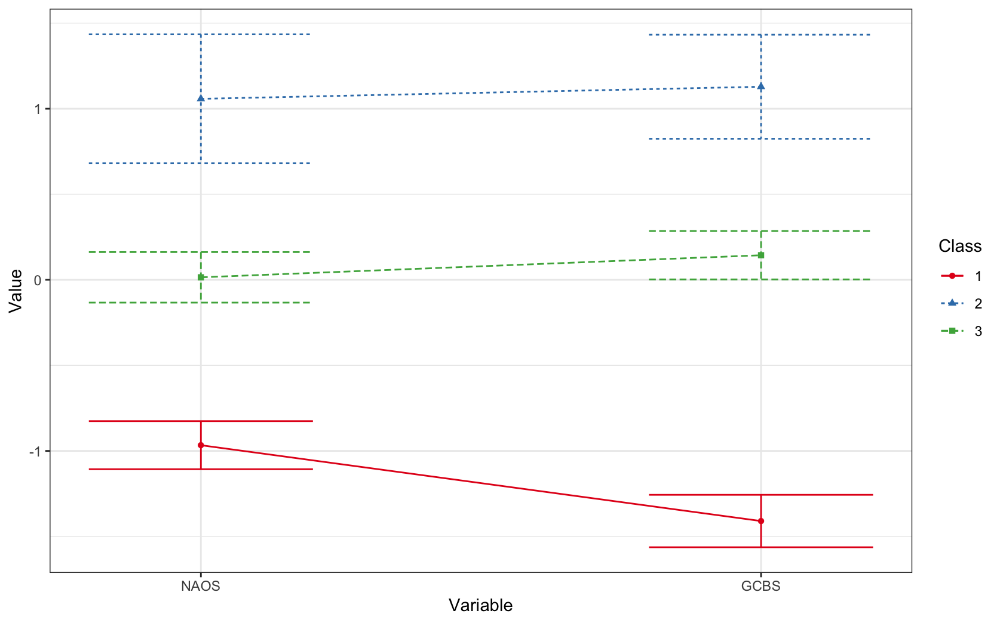 Value
1
0
-1
NAOS
GCBS
Variable
Class
1
2
3